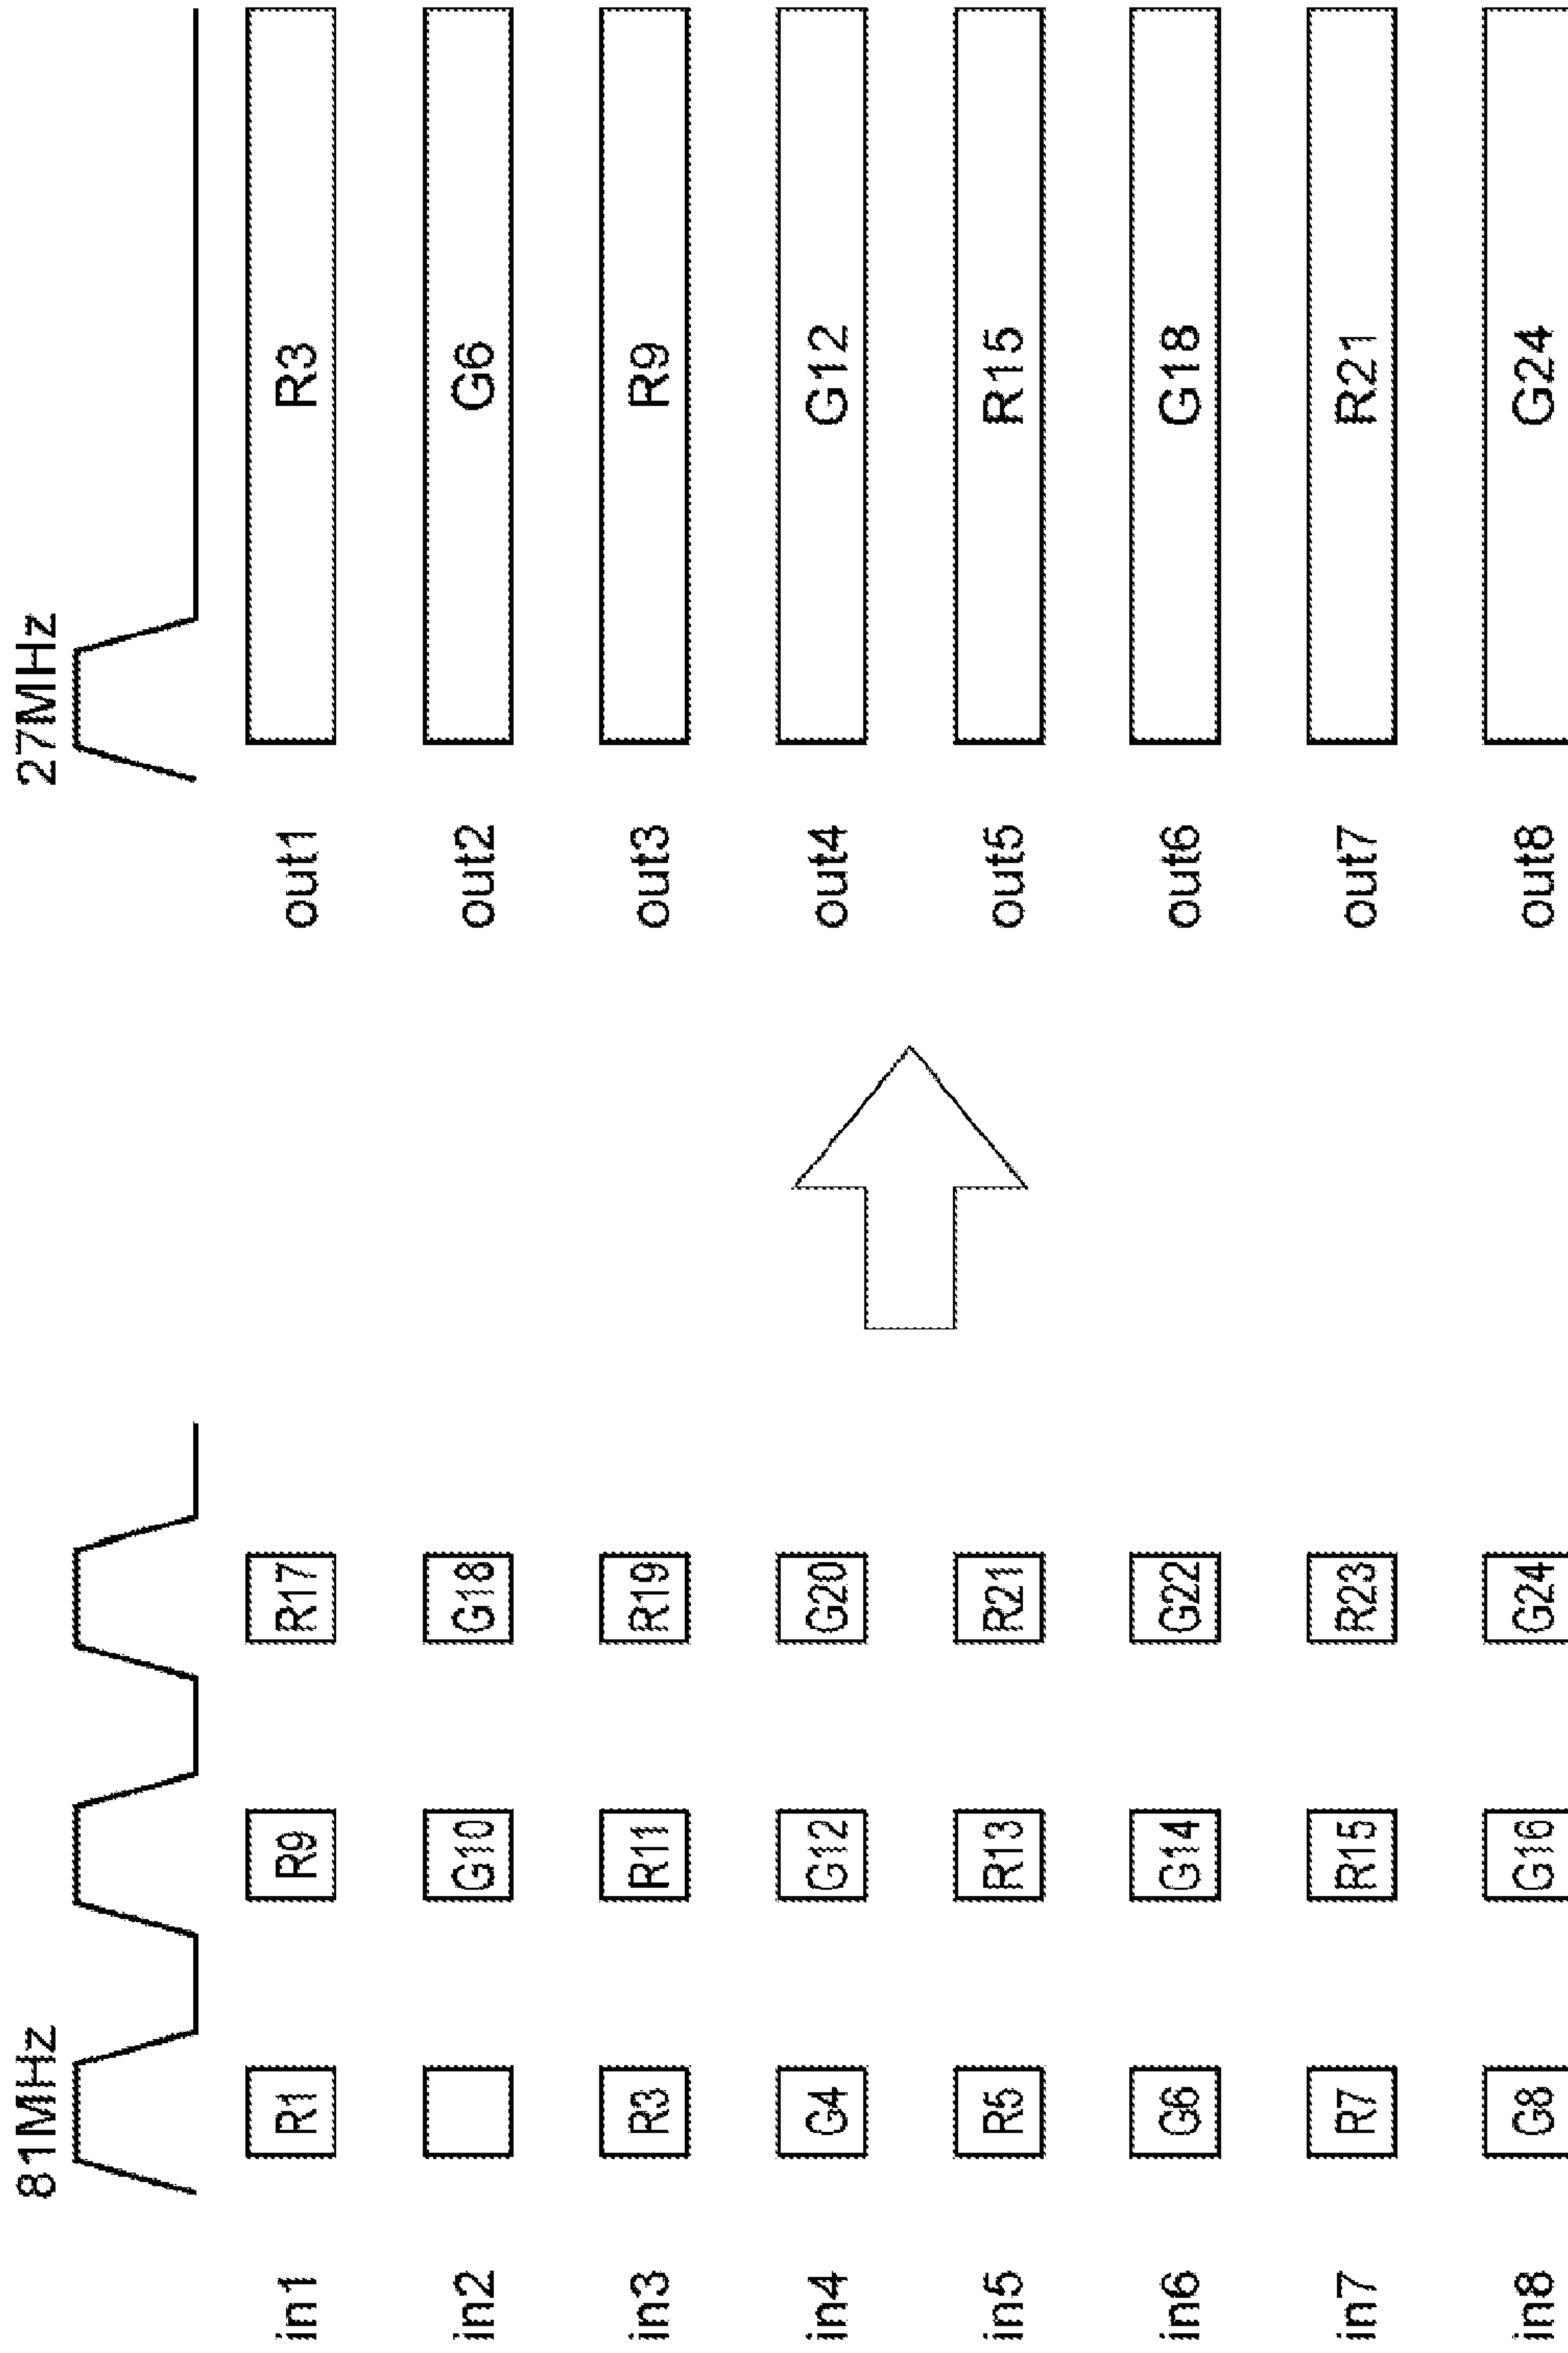 81MHz 27MHz
in1 R1 R9 R17 out1 R3
in2 G10 G18 out2 G6
in3 R3 R11 R19 out3 R9
in4 G4 G12 G20 out4 G12
in5 R5 R13 R21 out5 R15
in6 G6 G14 G22 out6 G18
in7 R7 R15 R23 out7 R21
in8 G8 G16 G24 out8 G24